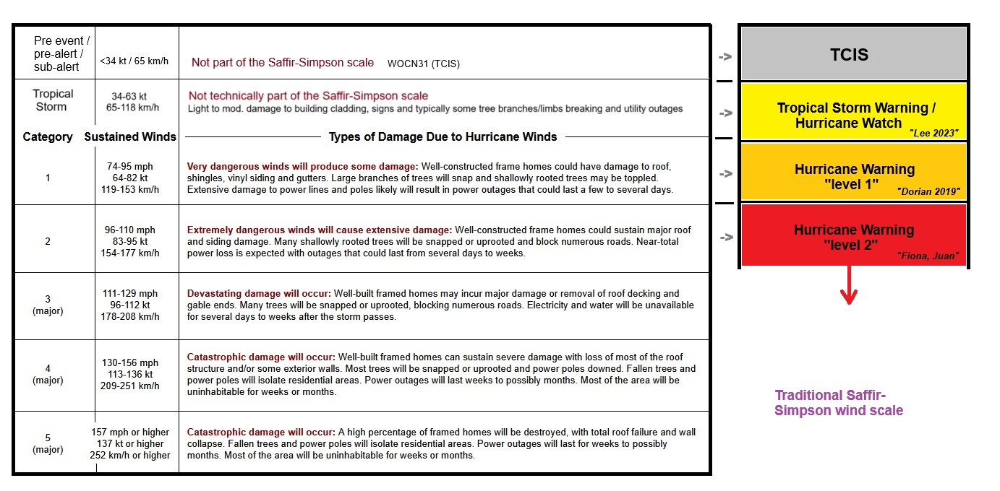 Pre event /
pre-alert /
sub-alert
<34 kt / 65 km/h
Not part of the Saffir-Simpson scale WOCN31 (TCIS)
->
TCIS
Tropical
Storm
34-63 kt
65-118 km/h
Not technically part of the Saffir-Simpson scale
Light to mod. damage to building cladding, signs and typically some tree branches/limbs breaking and utility outages
->
Tropical Storm Warning /
Hurricane Watch
"Lee 2023"
Category Sustained Winds Types of Damage Due to Hurricane Winds
1
74-95 mph
64-82 kt
119-153 km/h
Very dangerous winds will produce some damage: Well-constructed frame homes could have damage to roof,
shingles, vinyl siding and gutters. Large branches of trees will snap and shallowly rooted trees may be toppled.
Extensive damage to power lines and poles likely will result in power outages that could last a few to several days.
->
Hurricane Warning
"level 1"
"Dorian 2019"
2
96-110 mph
83-95 kt
154-177 km/h
Extremely dangerous winds will cause extensive damage: Well-constructed frame homes could sustain major roof
and siding damage. Many shallowly rooted trees will be snapped or uprooted and block numerous roads. Near-total
power loss is expected with outages that could last from several days to weeks.
->
Hurricane Warning
"level 2"
"Fiona, Juan"
3
(major)
111-129 mph
96-112 kt
178-208 km/h
Devastating damage will occur: Well-built framed homes may incur major damage or removal of roof decking and
gable ends. Many trees will be snapped or uprooted, blocking numerous roads. Electricity and water will be unavailable
for several days to weeks after the storm passes.
4
(major)
130-156 mph
113-136 kt
209-251 km/h
Catastrophic damage will occur: Well-built framed homes can sustain severe damage with loss of most of the roof
structure and/or some exterior walls. Most trees will be snapped or uprooted and power poles downed. Fallen trees and
power poles will isolate residential areas. Power outages will last weeks to possibly months. Most of the area will be
uninhabitable for weeks or months.
Traditional Saffir-
Simpson wind scale
5
(major)
157 mph or higher
137 kt or higher
252 km/h or higher
Catastrophic damage will occur: A high percentage of framed homes will be destroyed, with total roof failure and wall
collapse. Fallen trees and power poles will isolate residential areas. Power outages will last for weeks to possibly
months. Most of the area will be uninhabitable for weeks or months.